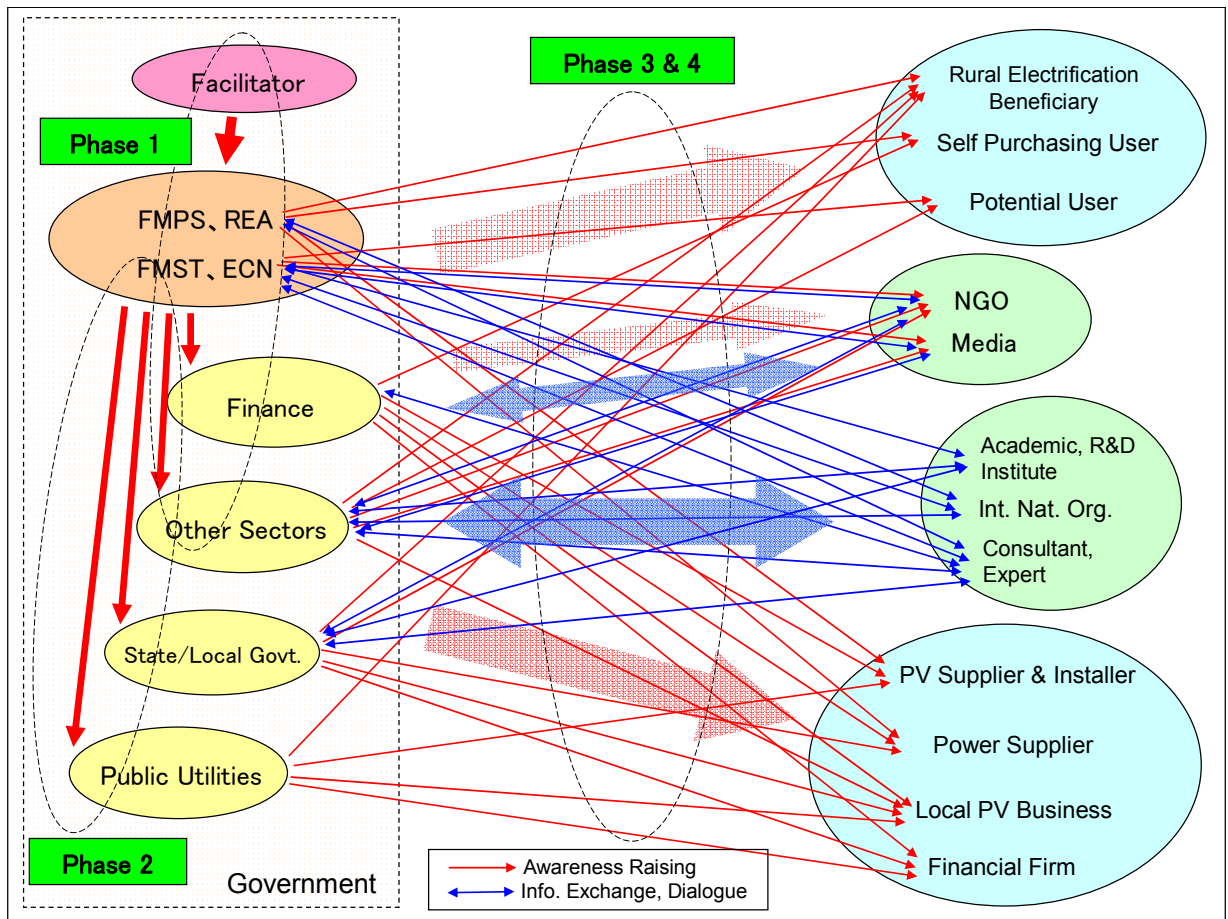 Facilitator
Phase 1
FMPS、REA
FMST、ECN
Finance
Other Sectors
State/Local Govt.
Public Utilities
Phase 2
Government
Phase 3 & 4
Rural Electrification
Beneficiary
Self Purchasing User
Potential User
NGO
Media
Academic, R&D
Institute
Int. Nat. Org.
Consultant,
Expert
PV Supplier & Installer
Power Supplier
Local PV Business
Financial Firm
Awareness Raising
Info. Exchange, Dialogue